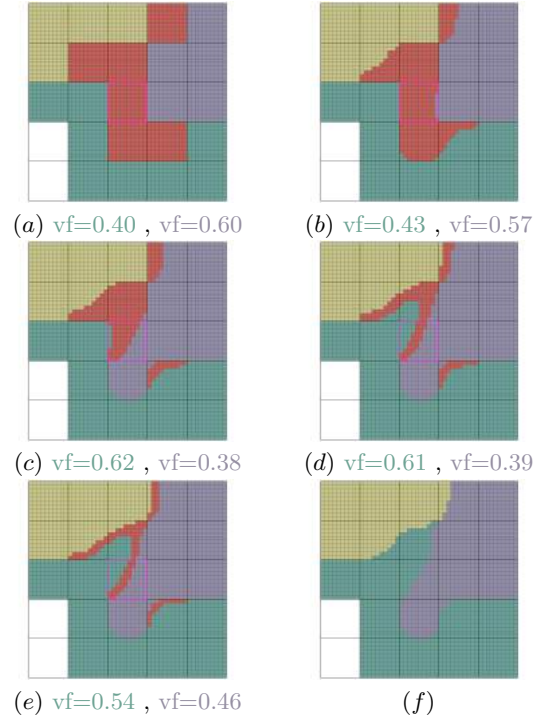 (a) vf=0.40 , vf=0.60
(b) vf=0.43 , vf=0.57
(c) vf=0.62 , vf=0.38
(d) vf=0.61 , vf=0.39
(e) vf=0.54 , vf=0.46
(f)